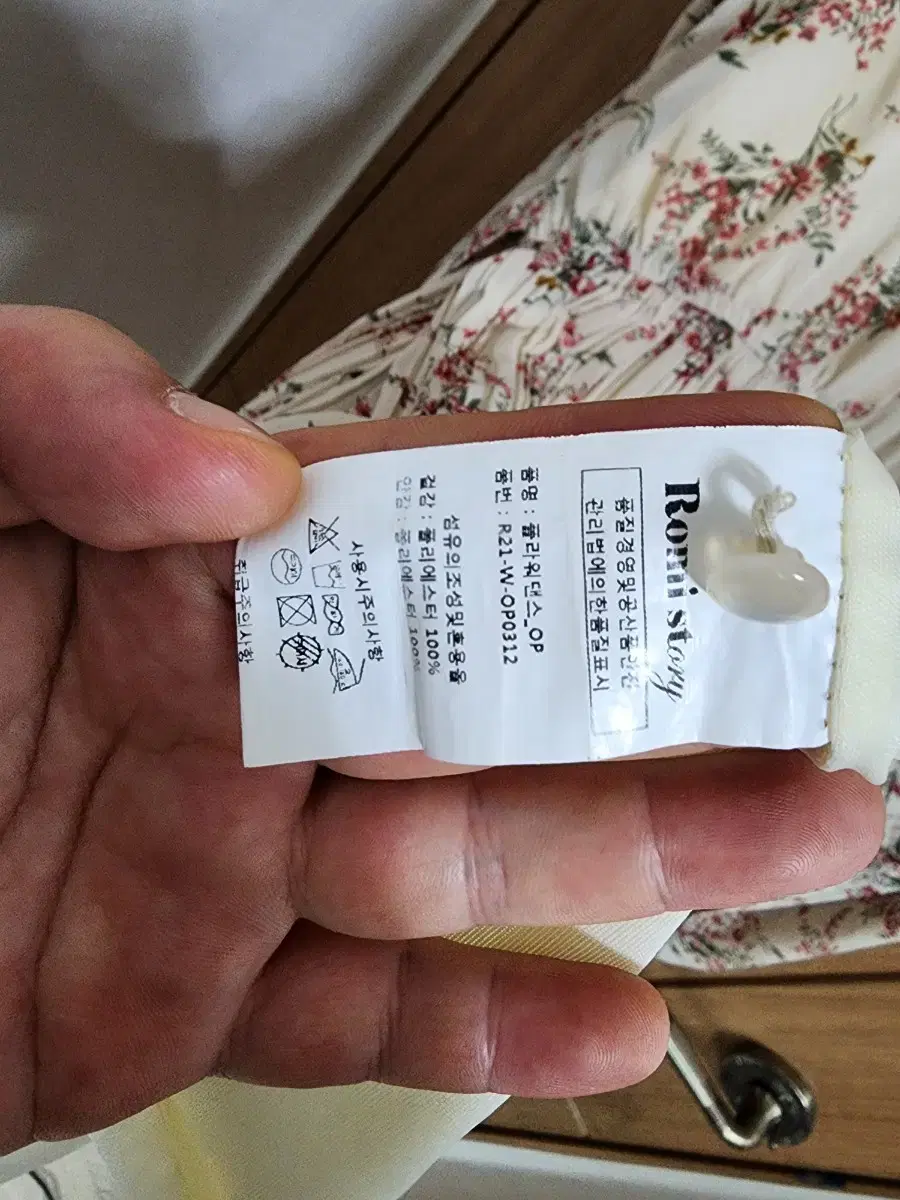 Romi story
품질경영및공산품안전
관리법에의한품질표시
품명 : 플라워댄스_OP
품번 : R21-W-OP0312
섬유의조성및혼용율
겉감 : 폴리에스터 100%
안감 : 폴리에스터 100%
사용시주의사항
취급주의사항